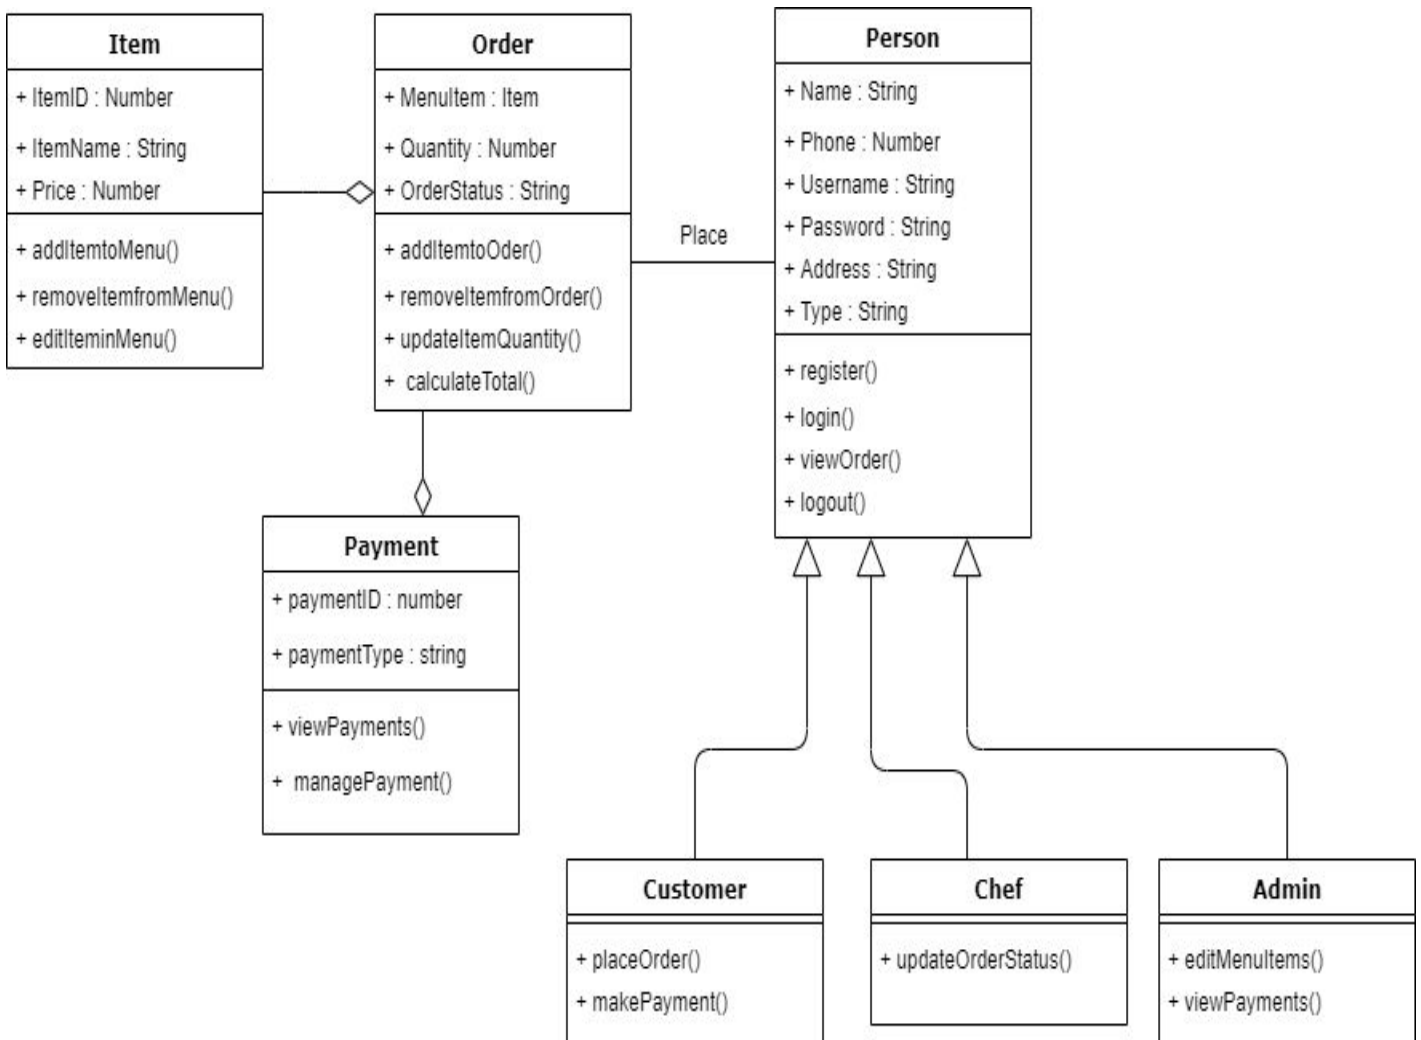 Item
+ ItemID : Number
+ ItemName : String
+ Price : Number
+ addItemtoMenu()
+ removeItemfromMenu()
+ editIteminMenu()
Order
+ MenuItem : Item
+ Quantity : Number
+ OrderStatus : String
+ addItemtoOder()
+ removeItemfromOrder()
+ updateItemQuantity()
+ calculateTotal()
Place
Person
+ Name : String
+ Phone : Number
+ Username : String
+ Password : String
+ Address : String
+ Type : String
+ register()
+ login()
+ viewOrder()
+ logout()
Payment
+ paymentID : number
+ paymentType : string
+ viewPayments()
+ managePayment()
Customer
+ placeOrder()
+ makePayment()
Chef
+ updateOrderStatus()
Admin
+ editMenuItems()
+ viewPayments()